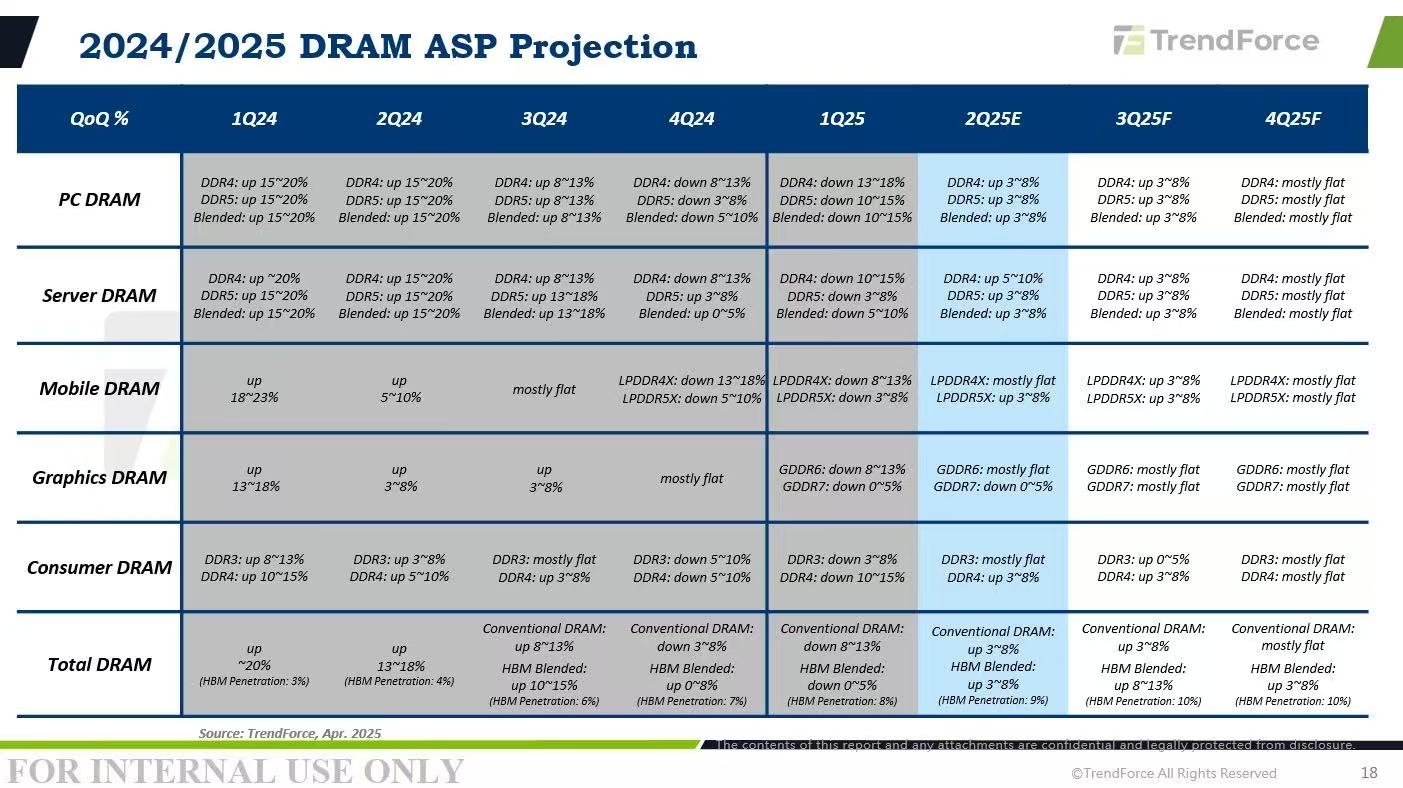 2024/2025 DRAM ASP Projection
TrendForce
QoQ % 1Q24 2Q24 3Q24 4Q24 1Q25 2Q25E 3Q25F 4Q25F
PC DRAM
DDR4: up 15~20%
DDR5: up 15~20%
Blended: up 15~20%
DDR4: up 15~20%
DDR5: up 15~20%
Blended: up 15~20%
DDR4: up 8~13%
DDR5: up 8~13%
Blended: up 8~13%
DDR4: down 8~13%
DDR5: down 3~8%
Blended: down 5~10%
DDR4: down 13~18%
DDR5: down 10~15%
Blended: down 10~15%
DDR4: up 3~8%
DDR5: up 3~8%
Blended: up 3~8%
DDR4: up 3~8%
DDR5: up 3~8%
Blended: up 3~8%
DDR4: mostly flat
DDR5: mostly flat
Blended: mostly flat
Server DRAM
DDR4: up ~20%
DDR5: up 15~20%
Blended: up 15~20%
DDR4: up 15~20%
DDR5: up 15~20%
Blended: up 15~20%
DDR4: up 8~13%
DDR5: up 13~18%
Blended: up 13~18%
DDR4: down 8~13%
DDR5: up 3~8%
Blended: up 0~5%
DDR4: down 10~15%
DDR5: down 3~8%
Blended: down 5~10%
DDR4: up 5~10%
DDR5: up 3~8%
Blended: up 3~8%
DDR4: up 3~8%
DDR5: up 3~8%
Blended: up 3~8%
DDR4: mostly flat
DDR5: mostly flat
Blended: mostly flat
Mobile DRAM
up
18~23%
up
5~10%
mostly flat
LPDDR4X: down 13~18%
LPDDR5X: down 5~10%
LPDDR4X: down 8~13%
LPDDR5X: down 3~8%
LPDDR4X: mostly flat
LPDDR5X: up 3~8%
LPDDR4X: up 3~8%
LPDDR5X: up 3~8%
LPDDR4X: mostly flat
LPDDR5X: mostly flat
Graphics DRAM
up
13~18%
up
3~8%
up
3~8%
mostly flat
GDDR6: down 8~13%
GDDR7: down 0~5%
GDDR6: mostly flat
GDDR7: down 0~5%
GDDR6: mostly flat
GDDR7: mostly flat
GDDR6: mostly flat
GDDR7: mostly flat
Consumer DRAM
DDR3: up 8~13%
DDR4: up 10~15%
DDR3: up 3~8%
DDR4: up 5~10%
DDR3: mostly flat
DDR4: up 3~8%
DDR3: down 5~10%
DDR4: down 5~10%
DDR3: down 3~8%
DDR4: down 10~15%
DDR3: mostly flat
DDR4: up 3~8%
DDR3: up 0~5%
DDR4: up 3~8%
DDR3: mostly flat
DDR4: mostly flat
Total DRAM
up
~20%
(HBM Penetration: 3%)
up
13~18%
(HBM Penetration: 4%)
Conventional DRAM:
up 8~13%
HBM Blended:
up 10~15%
(HBM Penetration: 6%)
Conventional DRAM:
down 3~8%
HBM Blended:
up 0~8%
(HBM Penetration: 7%)
Conventional DRAM:
down 8~13%
HBM Blended:
down 0~5%
(HBM Penetration: 8%)
Conventional DRAM:
up 3~8%
HBM Blended:
up 3~8%
(HBM Penetration: 9%)
Conventional DRAM:
up 3~8%
HBM Blended:
up 8~13%
(HBM Penetration: 10%)
Conventional DRAM:
mostly flat
HBM Blended:
up 3~8%
(HBM Penetration: 10%)
Source: TrendForce, Apr. 2025
The contents of this report and any attachments are confidential and legally protected from disclosure.
FOR INTERNAL USE ONLY
©TrendForce All Rights Reserved
18